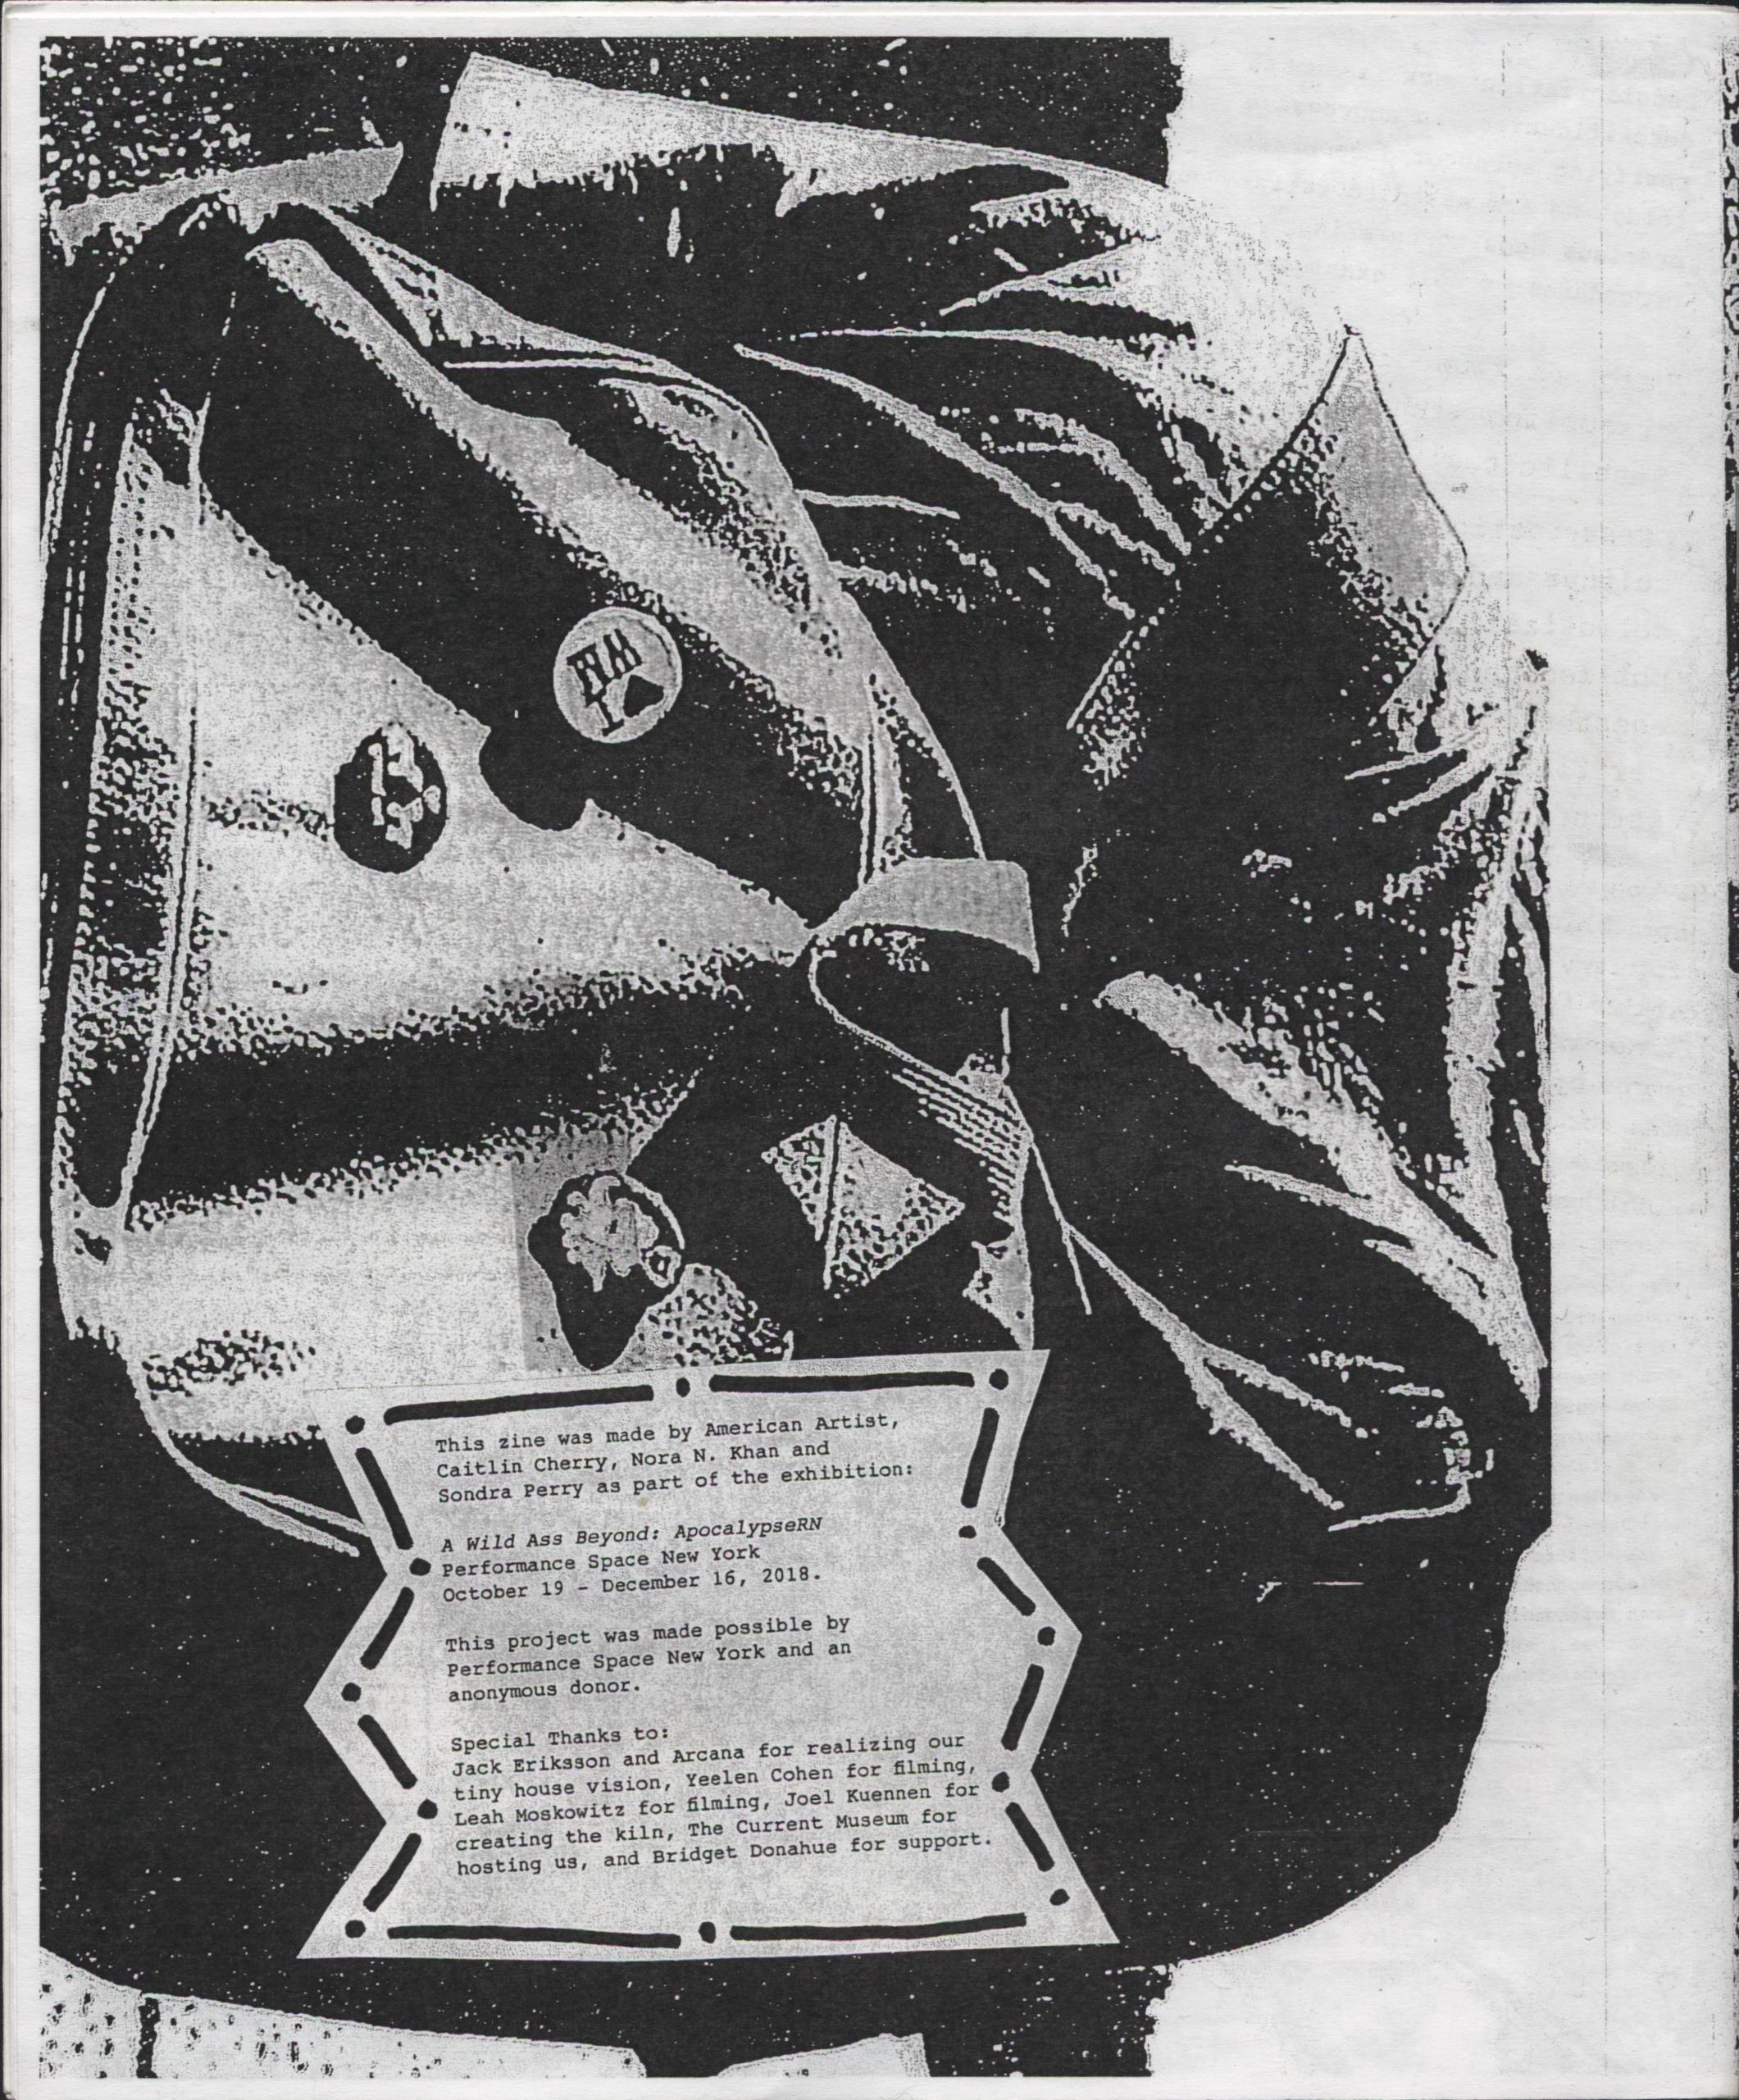 This zine was made by American Artist,
Caitlin Cherry, Nora N. Khan and
Sondra Perry as part of the exhibition:
A Wild Ass Beyond: ApocalypseRN
Performance Space New York
October 19 – December 16, 2018.
This project was made possible by
Performance Space New York and an
anonymous donor.
Special Thanks to:
Jack Eriksson and Arcana for realizing our
tiny house vision, Yeelen Cohen for filming,
Leah Moskowitz for filming, Joel Kuennen for
creating the kiln, The Current Museum for
hosting us, and Bridget Donahue for support.